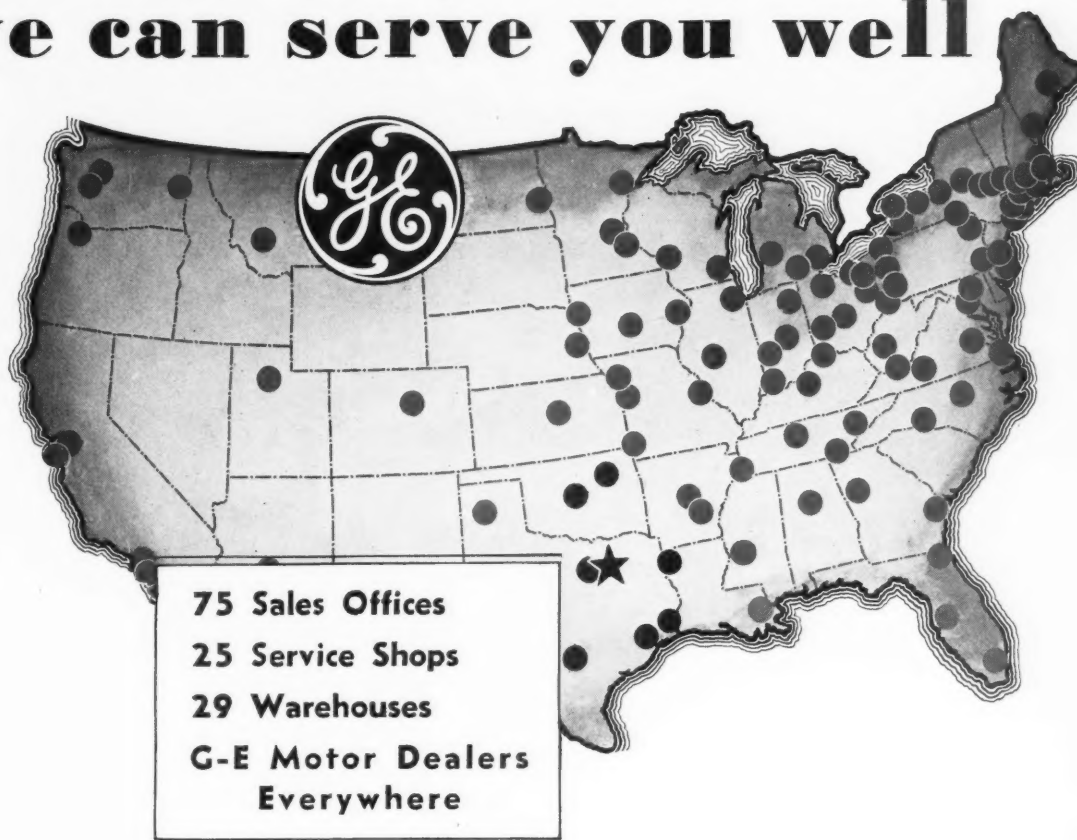 e can serve you well
GE
75 Sales Offices
25 Service Shops
29 Warehouses
G-E Motor Dealers
Everywhere